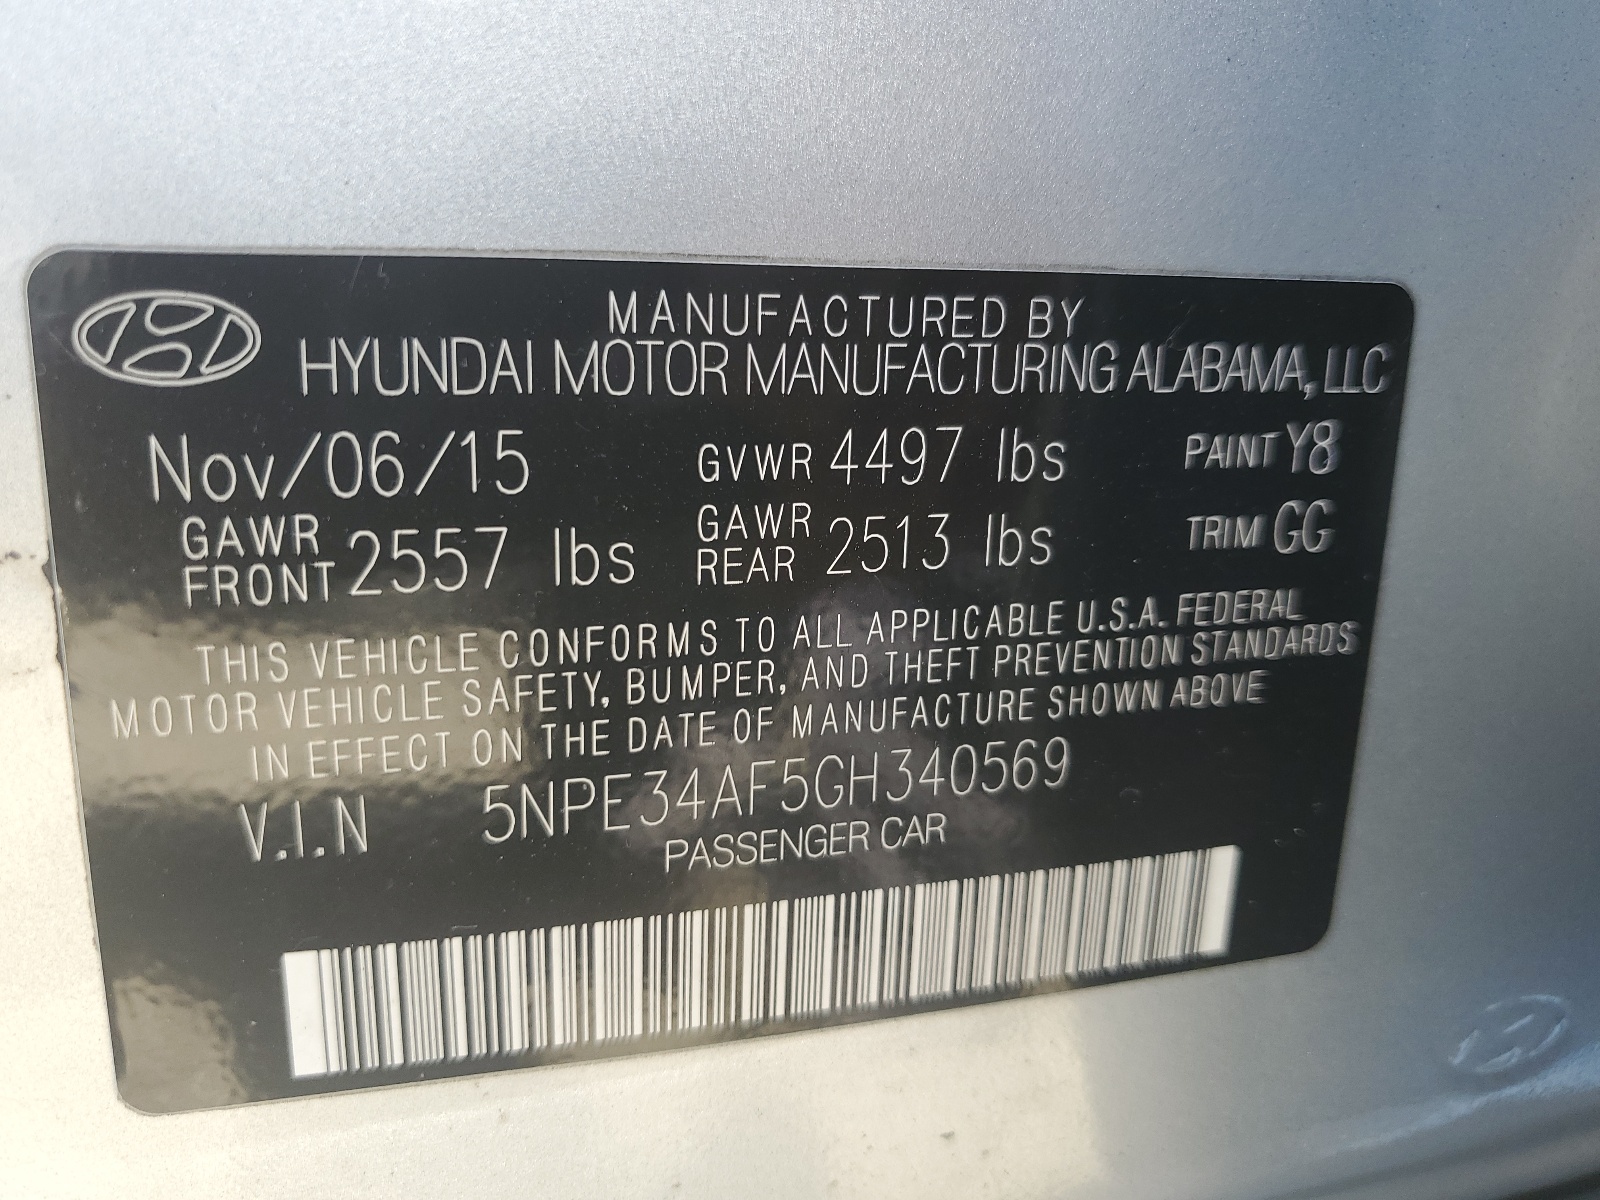 MANUFACTURED BY
HYUNDAI MOTOR MANUFACTURING ALABAMA, LLC
Nov/06/15 GVWR 4497 lbs PAINT Y8
GAWR FRONT 2557 lbs GAWR REAR 2513 lbs TRIM GG
THIS VEHICLE CONFORMS TO ALL APPLICABLE U.S.A. FEDERAL
MOTOR VEHICLE SAFETY, BUMPER, AND THEFT PREVENTION STANDARDS
IN EFFECT ON THE DATE OF MANUFACTURE SHOWN ABOVE
V.I.N 5NPE34AF5GH340569
PASSENGER CAR